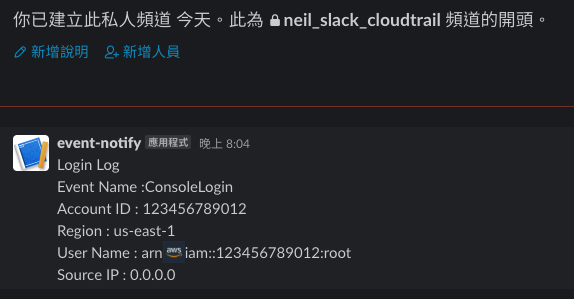 你已建立此私人頻道 今天。此為 neil_slack_cloudtrail 頻道的開頭。
新增說明 新增人員
event-notify 應用程式 晚上 8:04
Login Log
Event Name :ConsoleLogin
Account ID : 123456789012
Region : us-east-1
User Name : arn aws iam::123456789012:root
Source IP : 0.0.0.0